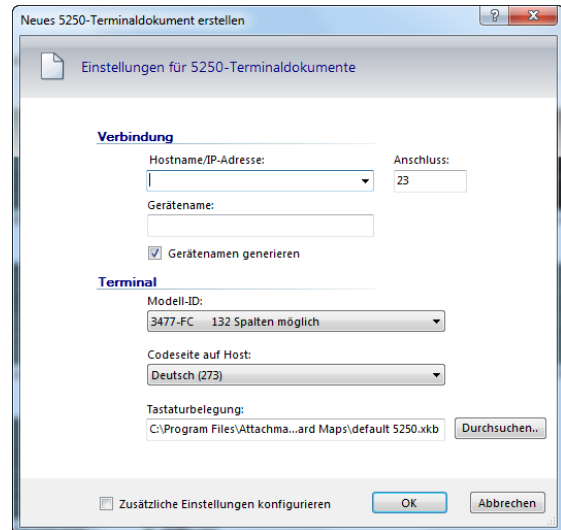 Neues 5250-Terminaldokument erstellen
Einstellungen für 5250-Terminaldokumente
Verbindung
Hostname/IP-Adresse: Anschluss:
23
Gerätename:
Gerätenamen generieren
Terminal
Modell-ID:
3477-FC 132 Spalten möglich
Codeseite auf Host:
Deutsch (273)
Tastaturbelegung:
C:\Program Files\Attachma...ard Maps\default 5250.xkb Durchsuchen..
Zusätzliche Einstellungen konfigurieren OK Abbrechen